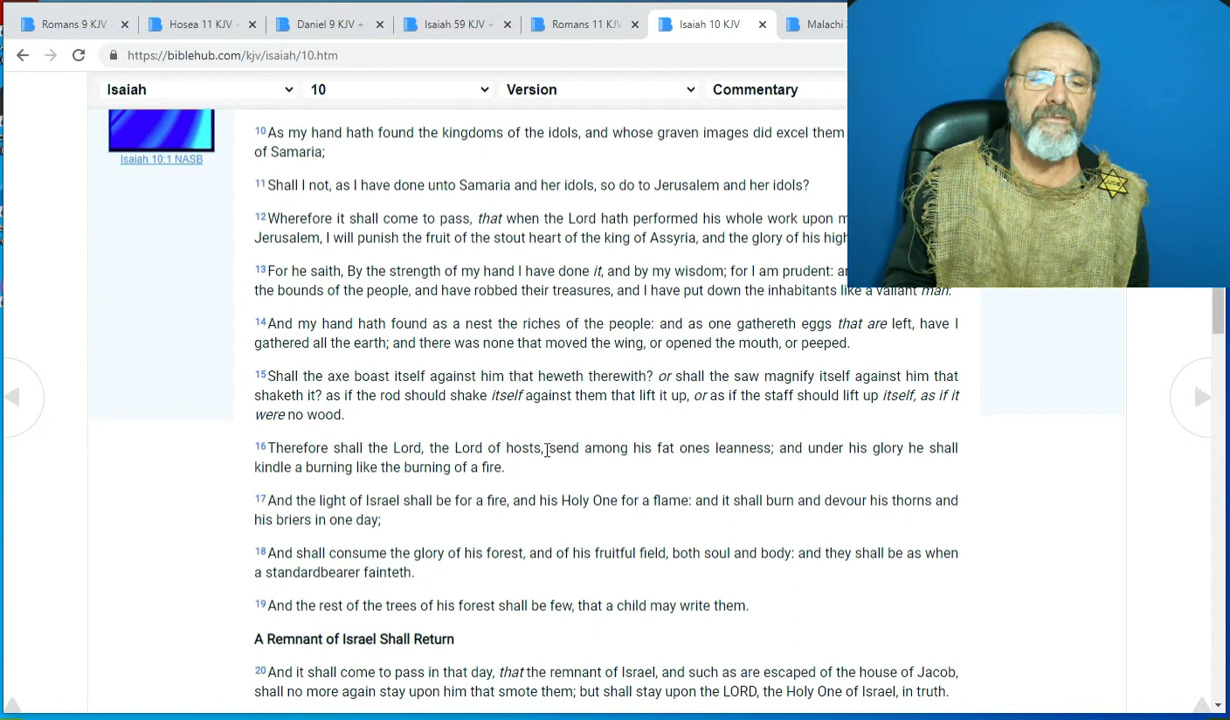 Romans 9 KJV
Hosea 11 KJV
Daniel 9 KJV
Isaiah 59 KJV
Romans 11 KJV
Isaiah 10 KJV
Malachi
https://biblehub.com/kjv/isaiah/10.htm
Isaiah 10 Version Commentary
Isaiah 10:1 NASB
10As my hand hath found the kingdoms of the idols, and whose graven images did excel them
of Samaria;
11Shall I not, as I have done unto Samaria and her idols, so do to Jerusalem and her idols?
12Wherefore it shall come to pass, that when the Lord hath performed his whole work upon
Jerusalem, I will punish the fruit of the stout heart of the king of Assyria, and the glory of his
13For he saith, By the strength of my hand I have done it, and by my wisdom; for I am prudent:
the bounds of the people, and have robbed their treasures, and I have put down the inhabitants like a valiant man:
14And my hand hath found as a nest the riches of the people: and as one gathereth eggs that are left, have I
gathered all the earth; and there was none that moved the wing, or opened the mouth, or peeped.
15Shall the axe boast itself against him that heweth therewith? or shall the saw magnify itself against him that
shaketh it? as if the rod should shake itself against them that lift it up, or as if the staff should lift up itself, as if it
were no wood.
16Therefore shall the Lord, the Lord of hosts, send among his fat ones leanness; and under his glory he shall
kindle a burning like the burning of a fire.
17And the light of Israel shall be for a fire, and his Holy One for a flame: and it shall burn and devour his thorns and
his briers in one day;
18And shall consume the glory of his forest, and of his fruitful field, both soul and body: and they shall be as when
a standardbearer fainteth.
19And the rest of the trees of his forest shall be few, that a child may write them.
A Remnant of Israel Shall Return
20And it shall come to pass in that day, that the remnant of Israel, and such as are escaped of the house of Jacob,
shall no more again stay upon him that smote them; but shall stay upon the LORD, the Holy One of Israel, in truth.